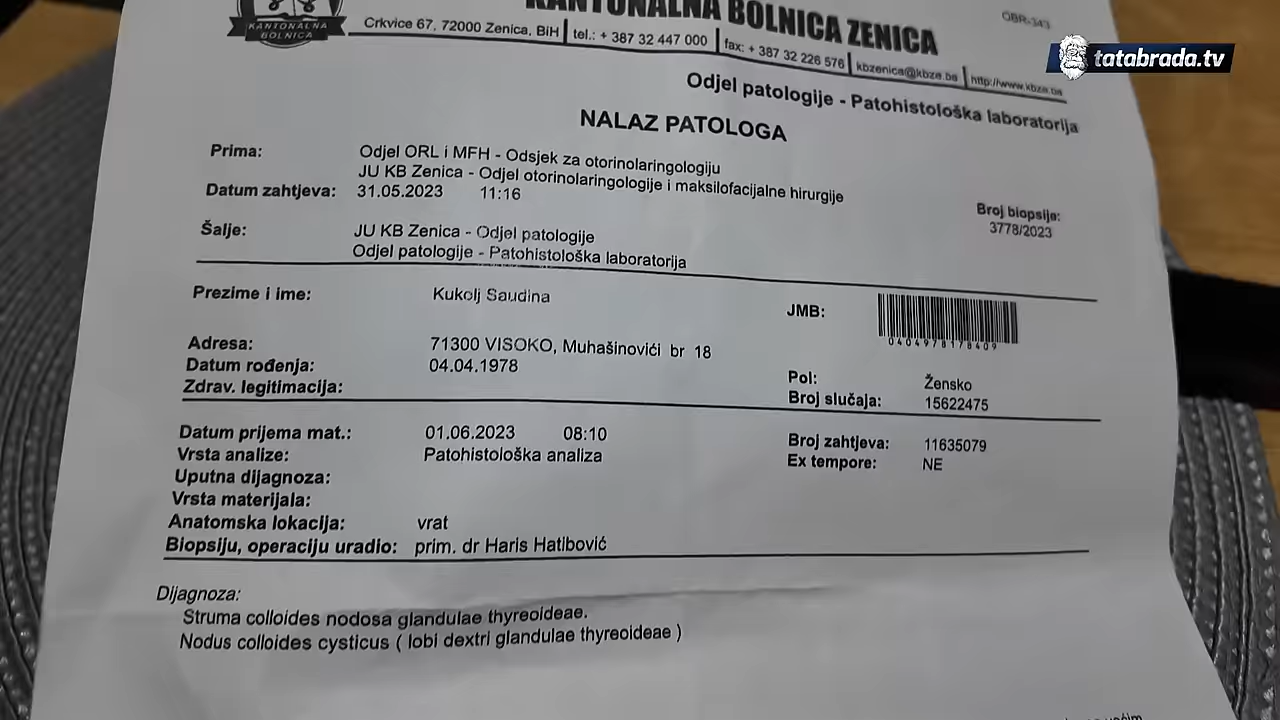 KANTONALNA BOLNICA ZENICA
OBR-343
KANTONALNA
BOLNICA
Crkvice 67, 72000 Zenica, BiH | tel.: + 387 32 447 000 | fax: + 387 32 226 576 | kbzenica@kbze.ba | http://www.kbze.ba
tatabrada.tv
Odjel patologije - Patohistološka laboratorija
NALAZ PATOLOGA
Prima: Odjel ORL i MFH - Odsjek za otorinolaringologiju
JU KB Zenica - Odjel otorinolaringologije i maksilofacijalne hirurgije
Datum zahtjeva: 31.05.2023 11:16
Broj biopsije:
3778/2023
Šalje: JU KB Zenica - Odjel patologije
Odjel patologije - Patohistološka laboratorija
Prezime i ime: Kukolj Saudina
JMB:
0404978178409
Adresa: 71300 VISOKO, Muhašinovići br 18
Datum rođenja: 04.04.1978
Zdrav. legitimacija:
Pol: Žensko
Broj slučaja: 15622475
Datum prijema mat.: 01.06.2023 08:10
Broj zahtjeva: 11635079
Vrsta analize: Patohistološka analiza
Ex tempore: NE
Uputna dijagnoza:
Vrsta materijala:
Anatomska lokacija: vrat
Biopsiju, operaciju uradio: prim. dr Haris Hatibović
Dijagnoza:
Struma colloides nodosa glandulae thyreoideae.
Nodus colloides cysticus ( lobi dextri glandulae thyreoideae )